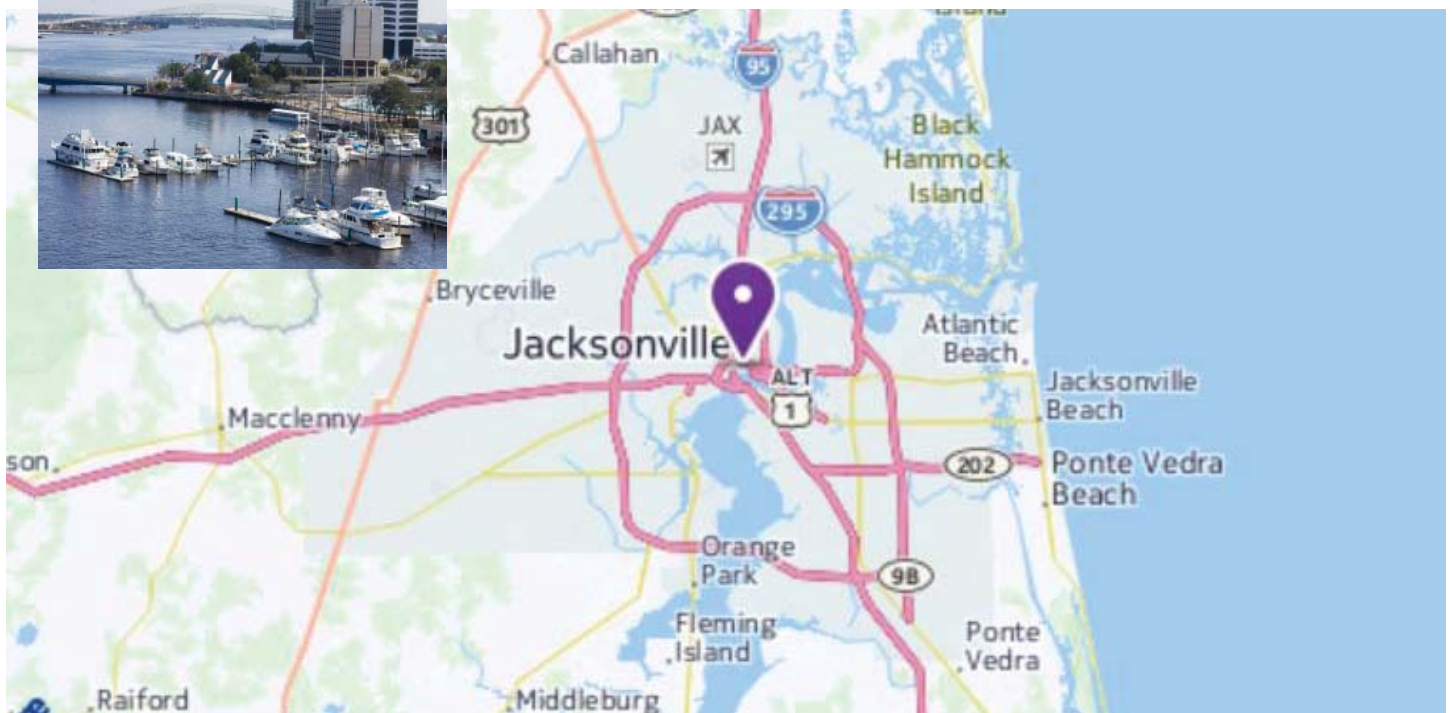 Island
Callahan
95
301
JAX
Black
Hammock
Island
295
Bryceville
Jacksonville
Atlantic
Beach
ALT
1
Jacksonville
Beach
Macclenny
son
202
Ponte Vedra
Beach
Orange
Park
9B
Fleming
Island
Ponte
Vedra
Raiford
Middleburg